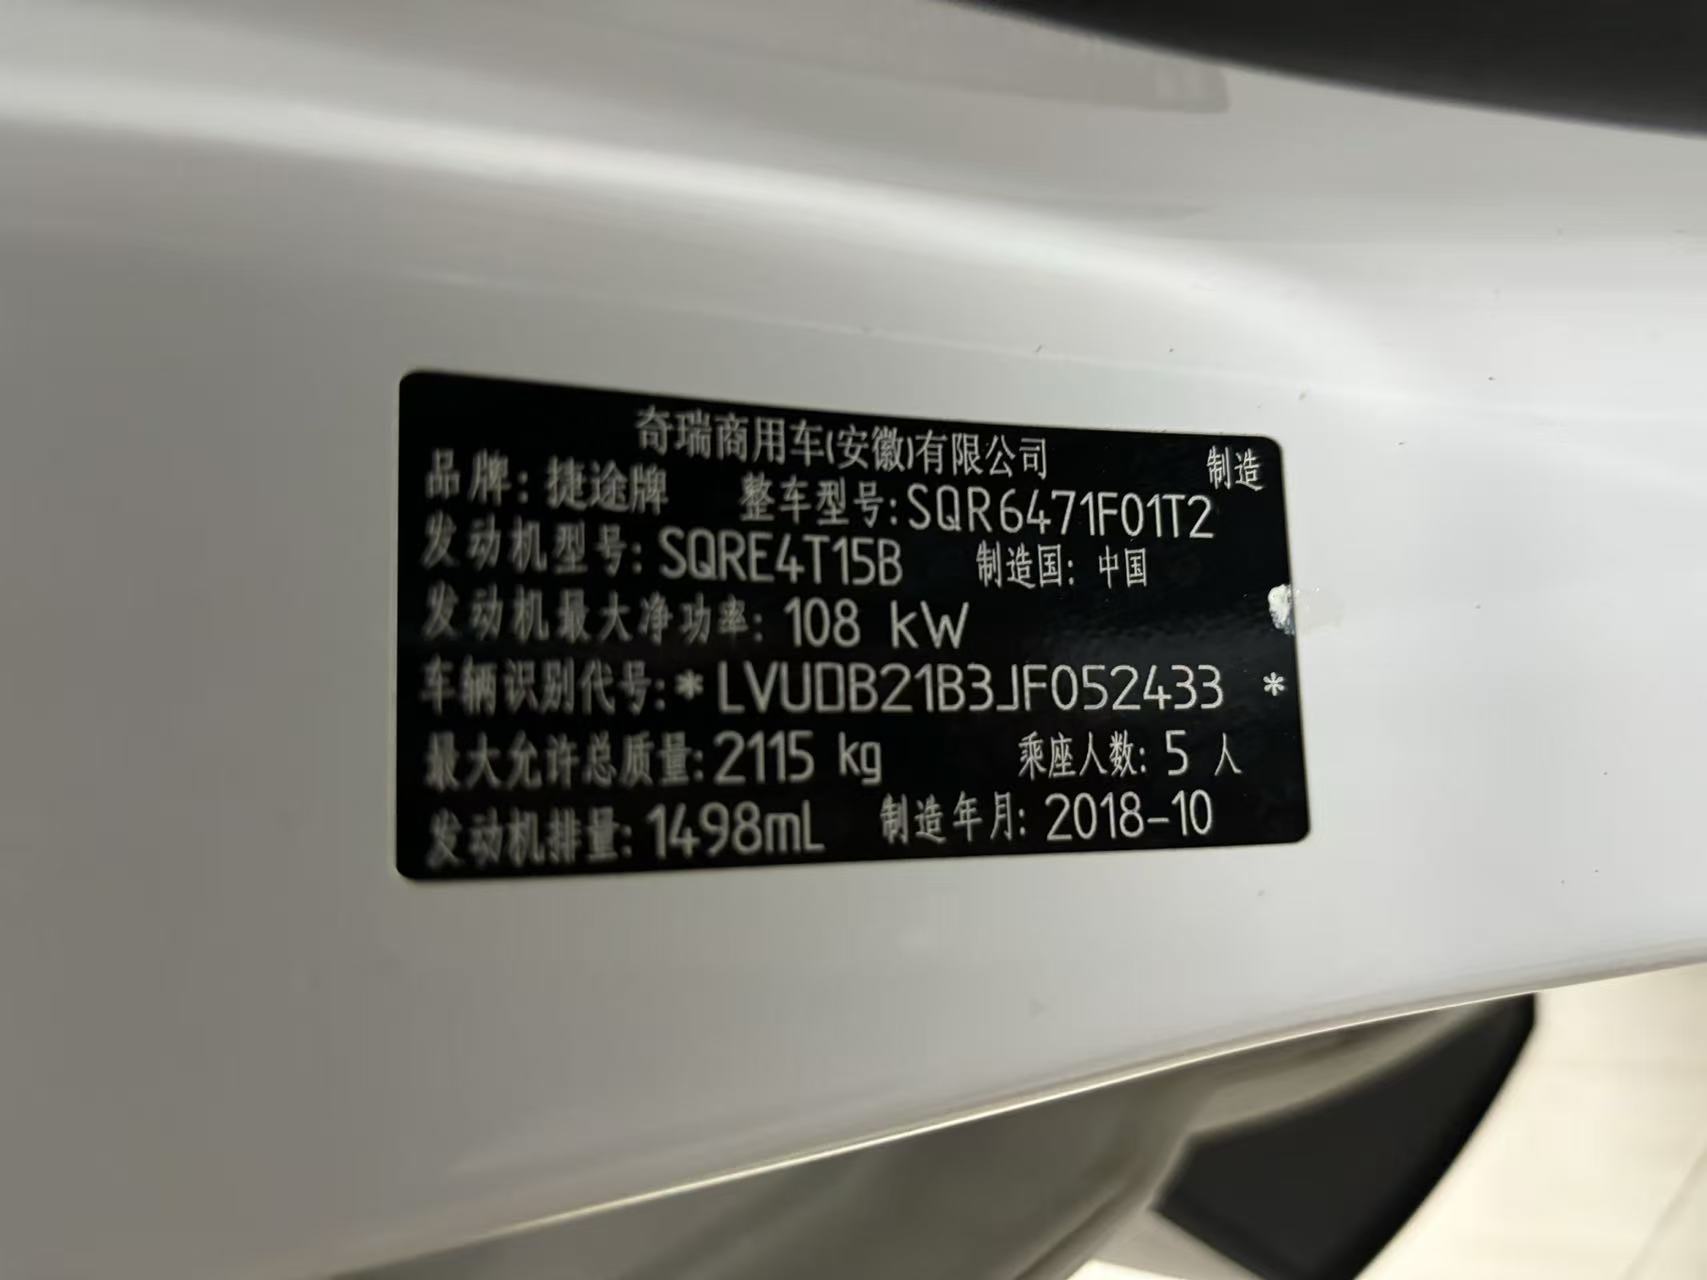 奇瑞商用车(安徽)有限公司 制造
品牌: 捷途牌 整车型号: SQR6471F01T2
发动机型号: SQRE4T15B 制造国: 中国
发动机最大净功率: 108 kW
车辆识别代号: *LVUDB21B3JF052433 *
最大允许总质量: 2115 kg 乘座人数: 5 人
发动机排量: 1498mL 制造年月: 2018-10